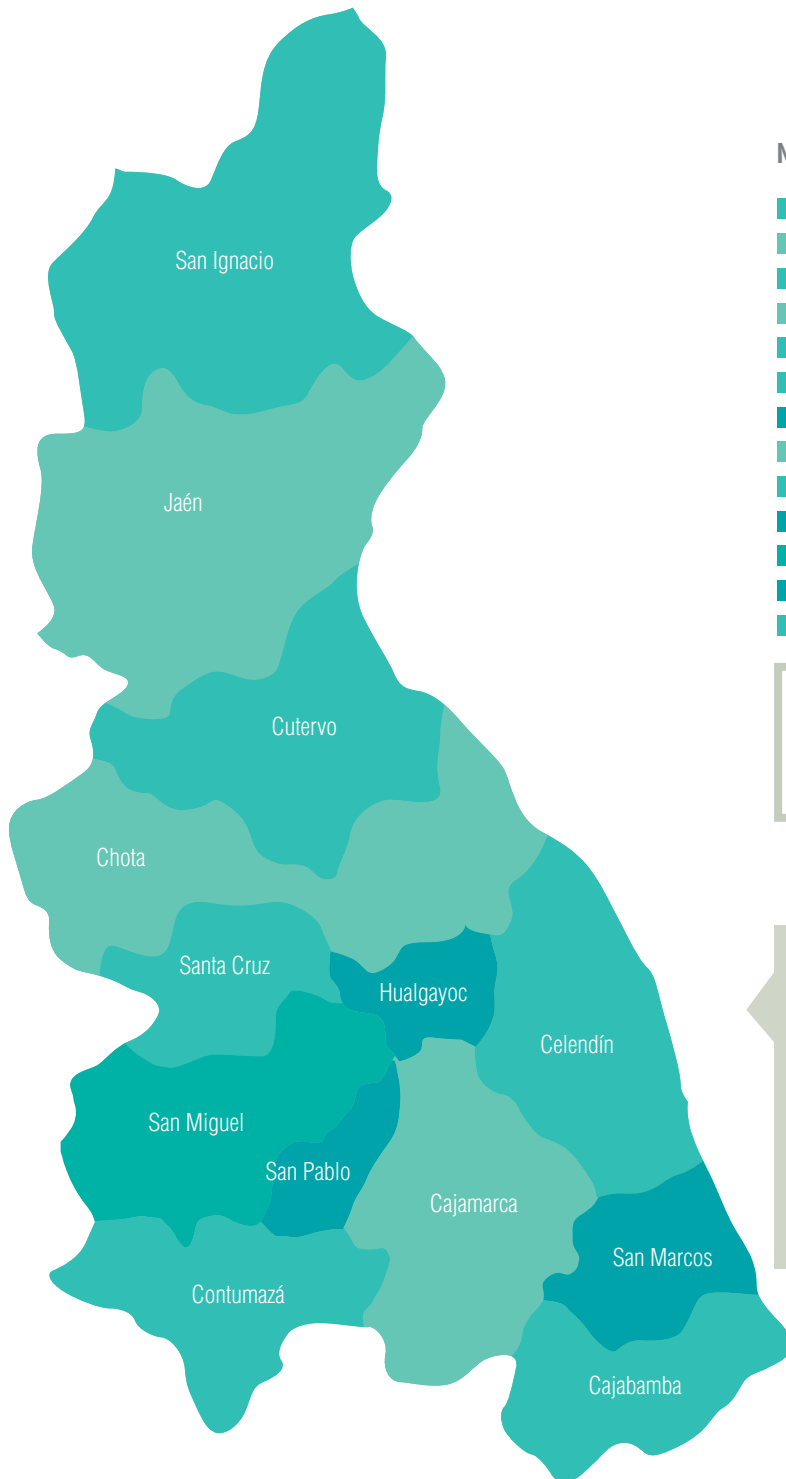 San Ignacio
Jaén
Cutervo
Chota
Santa Cruz
Hualgayoc
Celendín
San Miguel
San Pablo
Cajamarca
San Marcos
Contumazá
Cajabamba